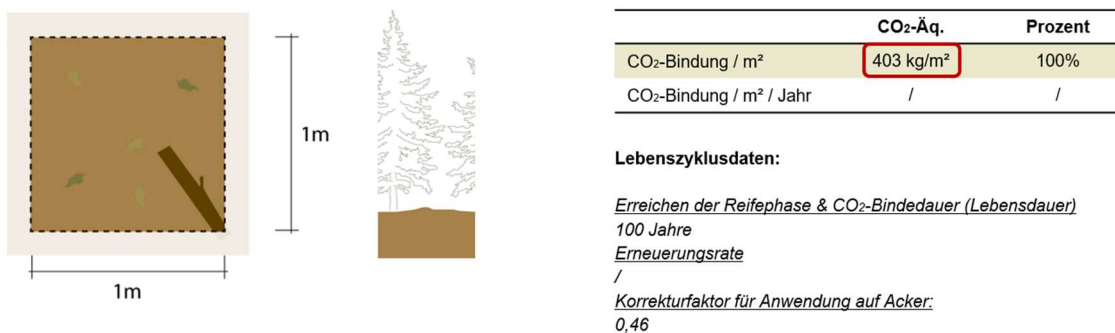 1m
1m
CO₂-Äq. Prozent
CO₂-Bindung / m² 403 kg/m² 100%
CO₂-Bindung / m² / Jahr / /
Lebenszyklusdaten:
Erreichen der Reifephase & CO₂-Bindedauer (Lebensdauer)
100 Jahre
Erneuerungsrate
/
Korrekturfaktor für Anwendung auf Acker:
0,46